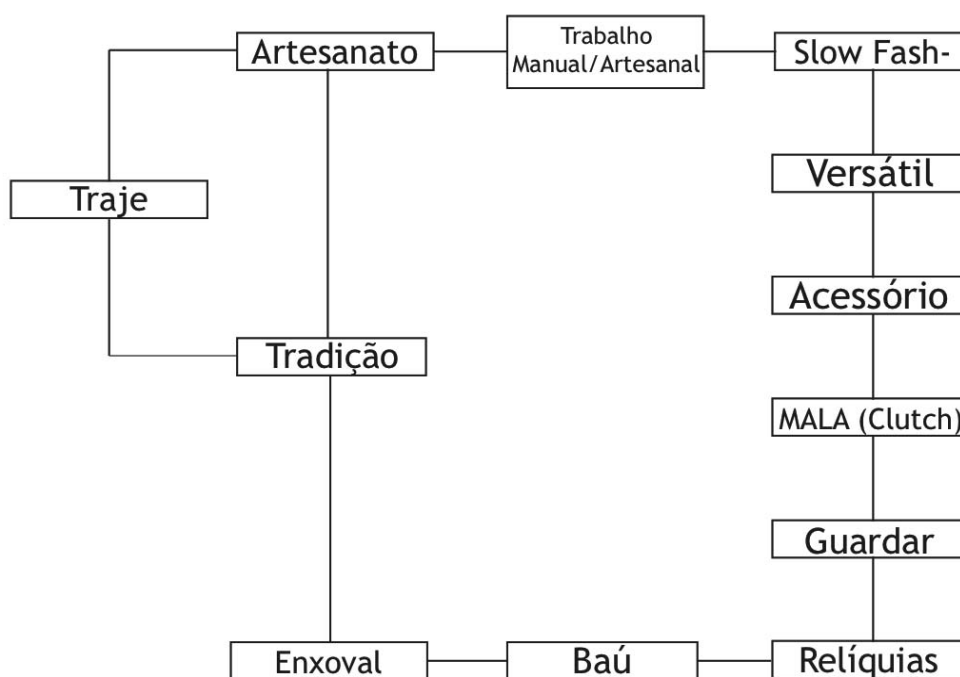 Artesanato
Trabalho
Manual/Artesanal
Slow Fash-
Versátil
Traje
Acessório
Tradição
MALA (Clutch)
Guardar
Enxoval
Baú
Relíquias